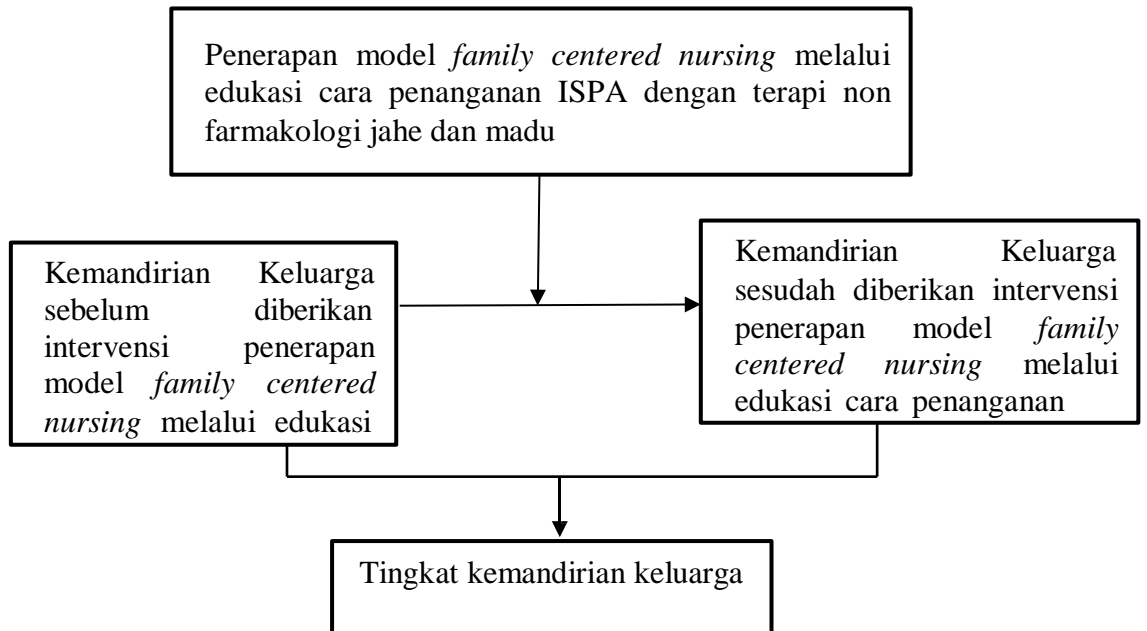 Penerapan model family centered nursing melalui
edukasi cara penanganan ISPA dengan terapi non
farmakologi jahe dan madu
Kemandirian Keluarga
sebelum diberikan
intervensi penerapan
model family centered
nursing melalui edukasi
Kemandirian Keluarga
sesudah diberikan intervensi
penerapan model family
centered nursing melalui
edukasi cara penanganan
Tingkat kemandirian keluarga